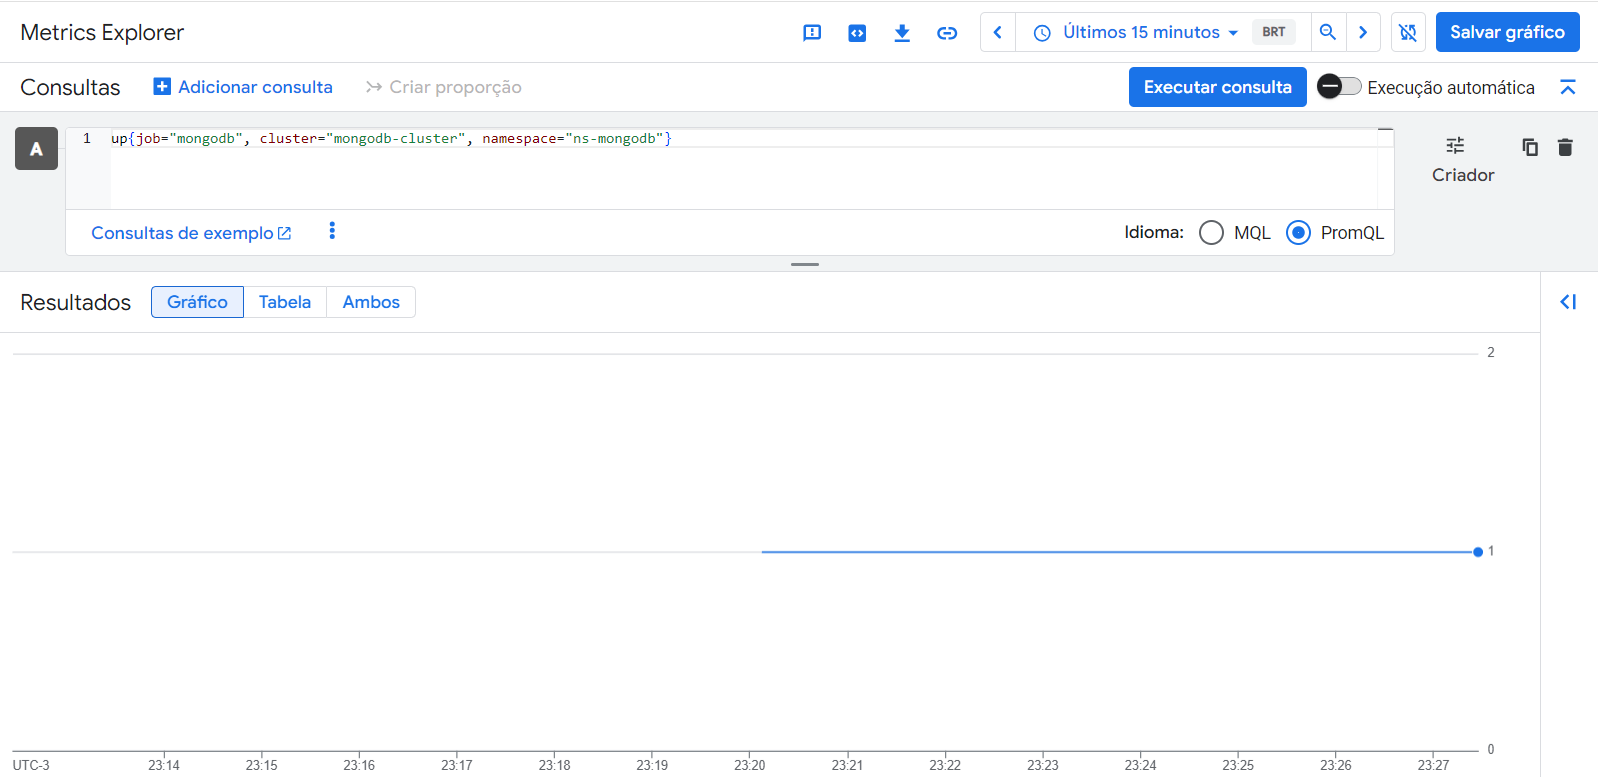 Metrics Explorer
Últimos 15 minutos BRT
Salvar gráfico
Consultas
Adicionar consulta
Criar proporção
Executar consulta
Execução automática
A
1 up{job="mongodb", cluster="mongodb-cluster", namespace="ns-mongodb"}
Criador
Consultas de exemplo
Idioma: MQL PromQL
Resultados
Gráfico Tabela Ambos
2
1
0
UTC-3 23:14 23:15 23:16 23:17 23:18 23:19 23:20 23:21 23:22 23:23 23:24 23:25 23:26 23:27